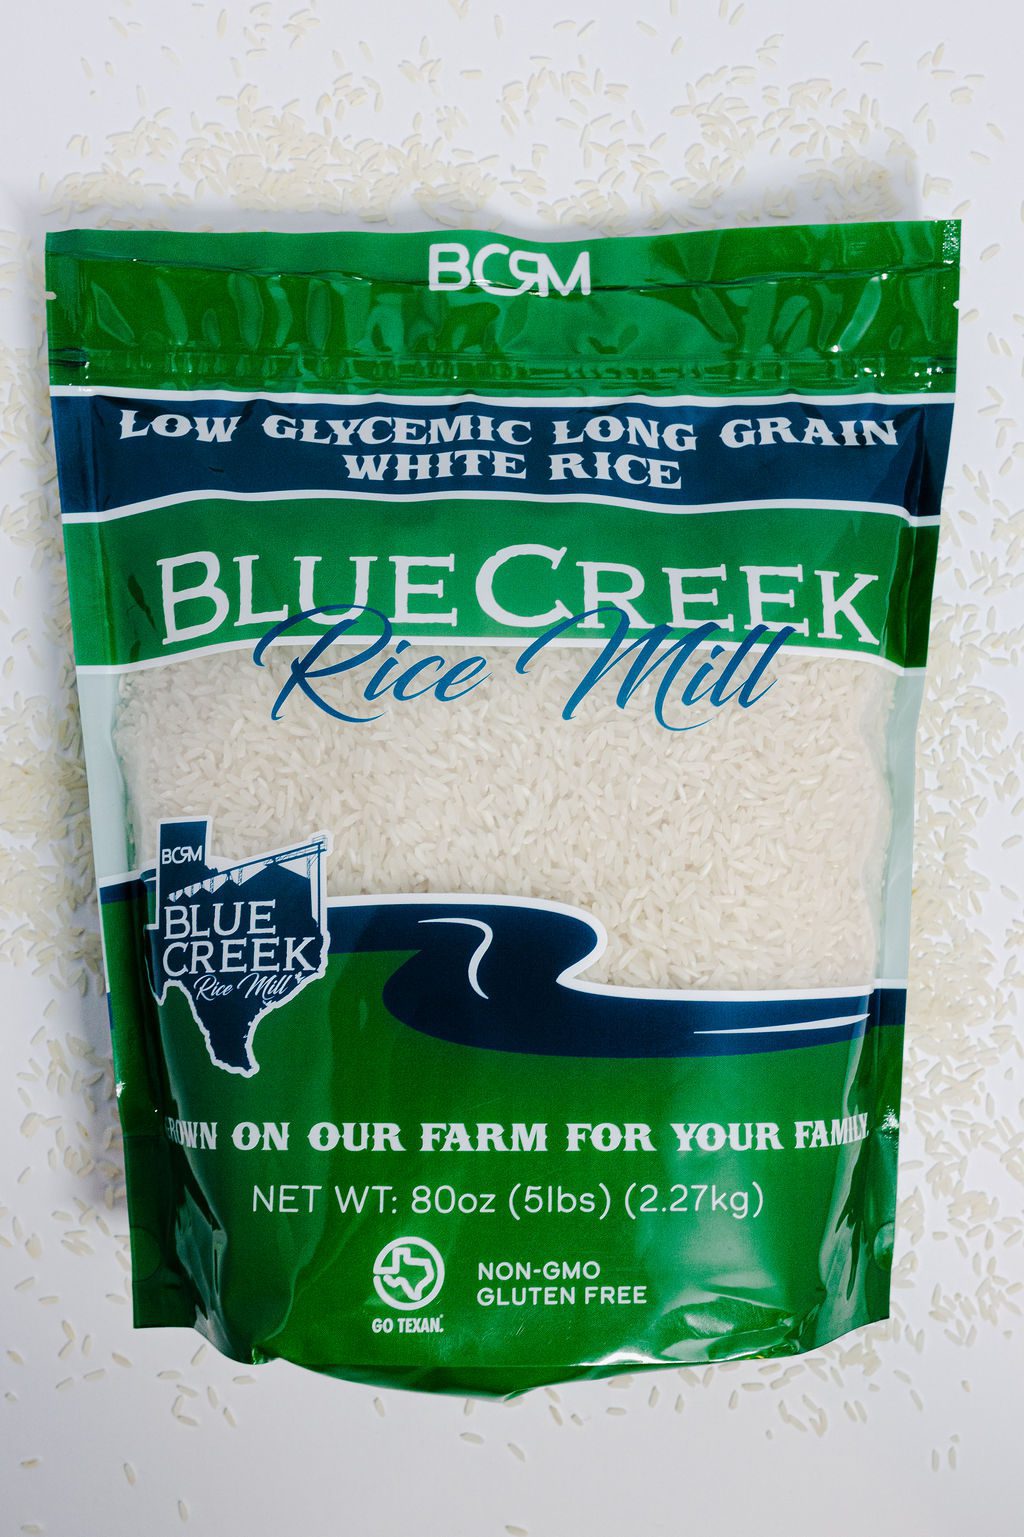 BCRM
LOW GLYCEMIC LONG GRAIN
WHITE RICE
BLUE CREEK
Rice Mill
BCRM
BLUE
CREEK
Rice Mill
ROWN ON OUR FARM FOR YOUR FAMILY
NET WT: 80oz (5lbs) (2.27kg)
NON-GMO
GLUTEN FREE
GO TEXAN.